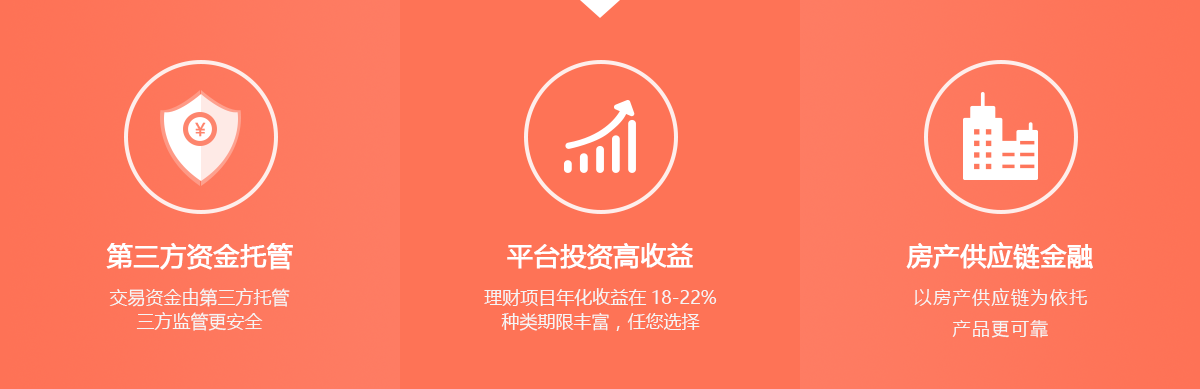 ¥
第三方资金托管
交易资金由第三方托管
三方监管更安全
平台投资高收益
理财项目年化收益在 18-22%
种类期限丰富，任您选择
房产供应链金融
以房产供应链为依托
产品更可靠